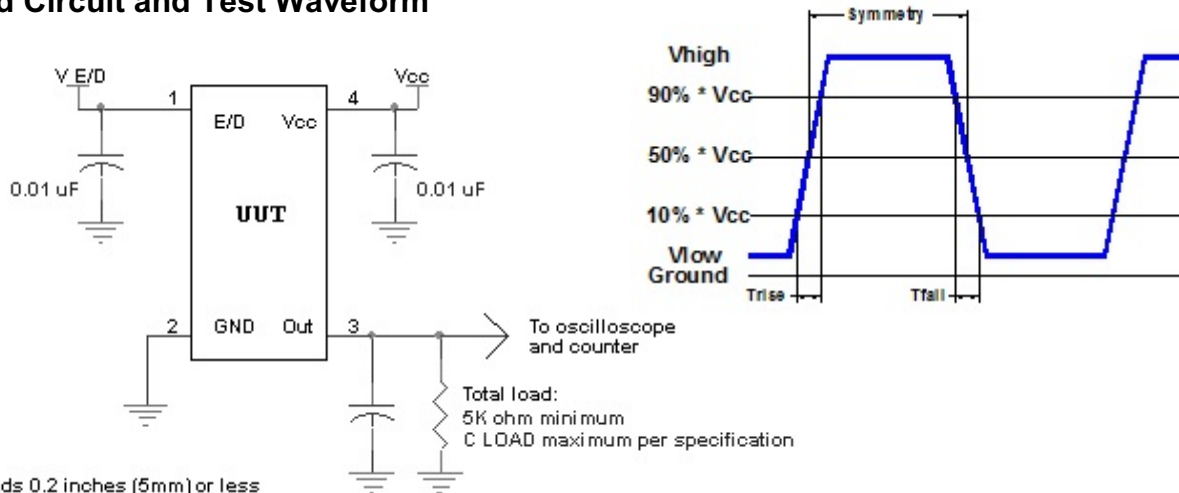 d Circuit and Test Waveform
V E/D
Vcc
1
4
E/D
Vcc
0.01 uF
0.01 uF
UUT
2
GND
Out
3
To oscilloscope
and counter
Total load:
5K ohm minimum
C LOAD maximum per specification
ds 0.2 inches (5mm) or less
Symmetry
Vhigh
90% * Vcc
50% * Vcc
10% * Vcc
Vlow
Ground
Trise
Tfall